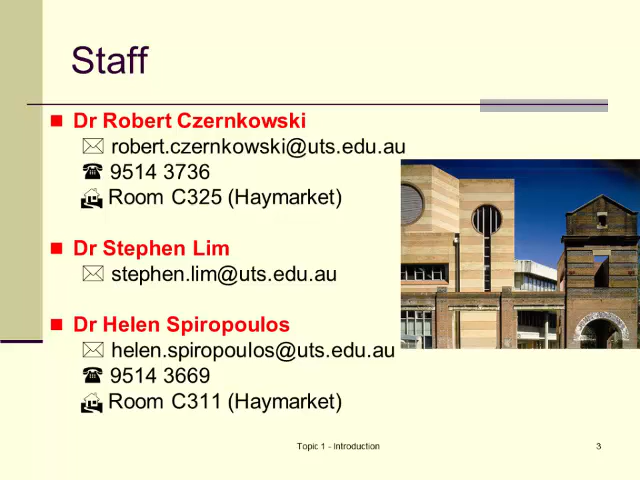 Staff
Dr Robert Czernkowski
robert.czernkowski@uts.edu.au
9514 3736
Room C325 (Haymarket)
Dr Stephen Lim
stephen.lim@uts.edu.au
Dr Helen Spiropoulos
helen.spiropoulos@uts.edu.au
9514 3669
Room C311 (Haymarket)
Topic 1 - Introduction
3